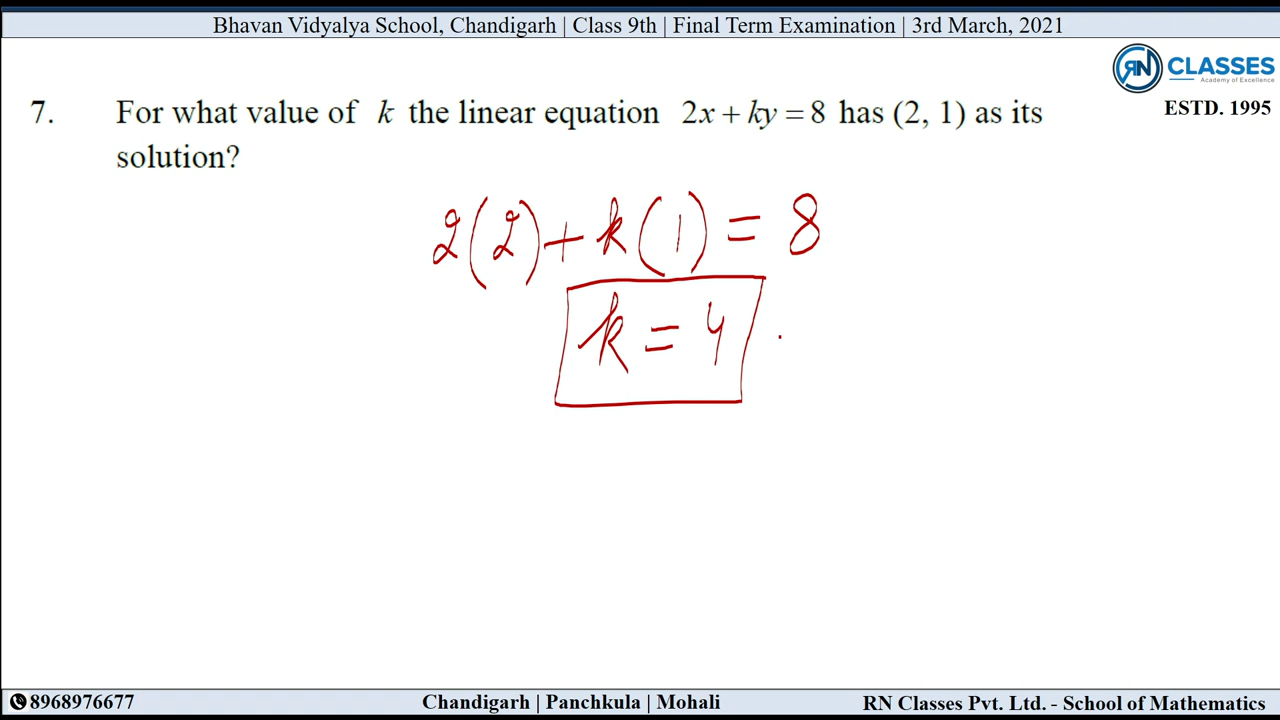 Bhavan Vidyalya School, Chandigarh | Class 9th | Final Term Examination | 3rd March, 2021
RN CLASSES
Academy of Excellence
ESTD. 1995
7. For what value of k the linear equation 2x + ky = 8 has (2, 1) as its
solution?
2(2) + k(1) = 8
k = 4
8968976677
Chandigarh | Panchkula | Mohali
RN Classes Pvt. Ltd. - School of Mathematics